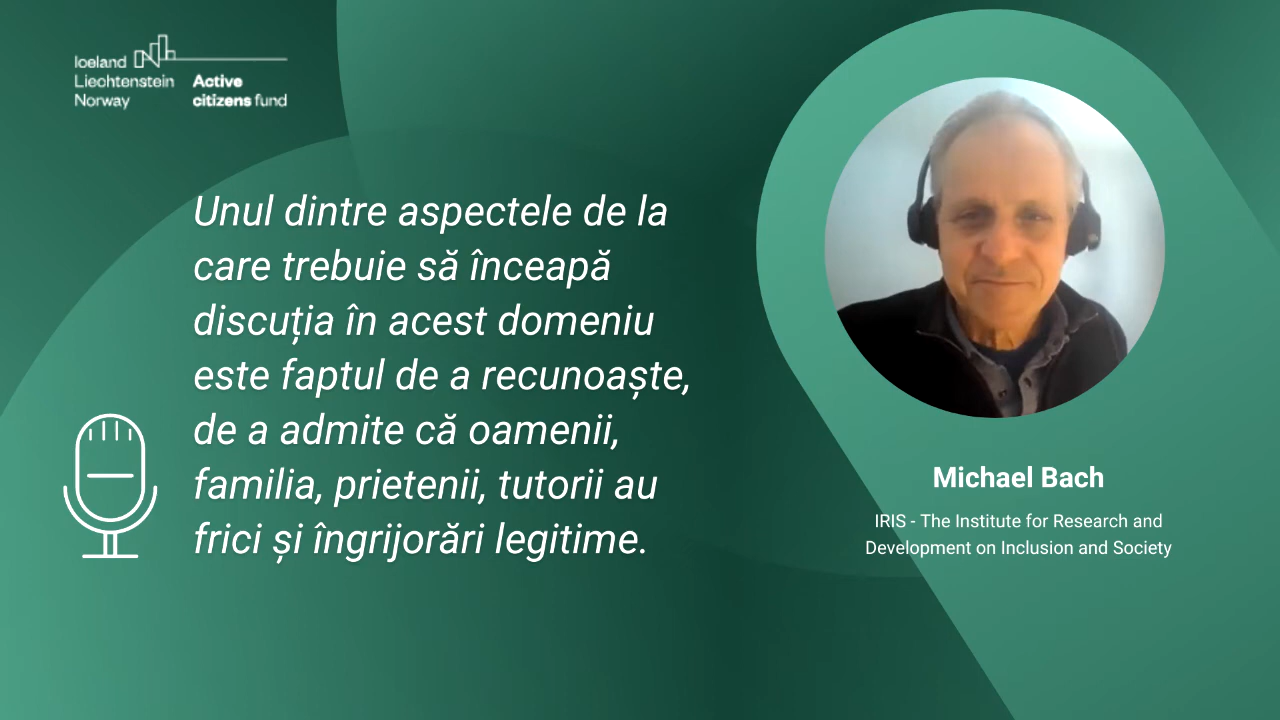 Iceland
Liechtenstein Active
Norway citizens fund
Unul dintre aspectele de la
care trebuie să înceapă
discuția în acest domeniu
este faptul de a recunoaște,
de a admite că oamenii,
familia, prietenii, tutorii au
frici și îngrijorări legitime.
Michael Bach
IRIS - The Institute for Research and
Development on Inclusion and Society